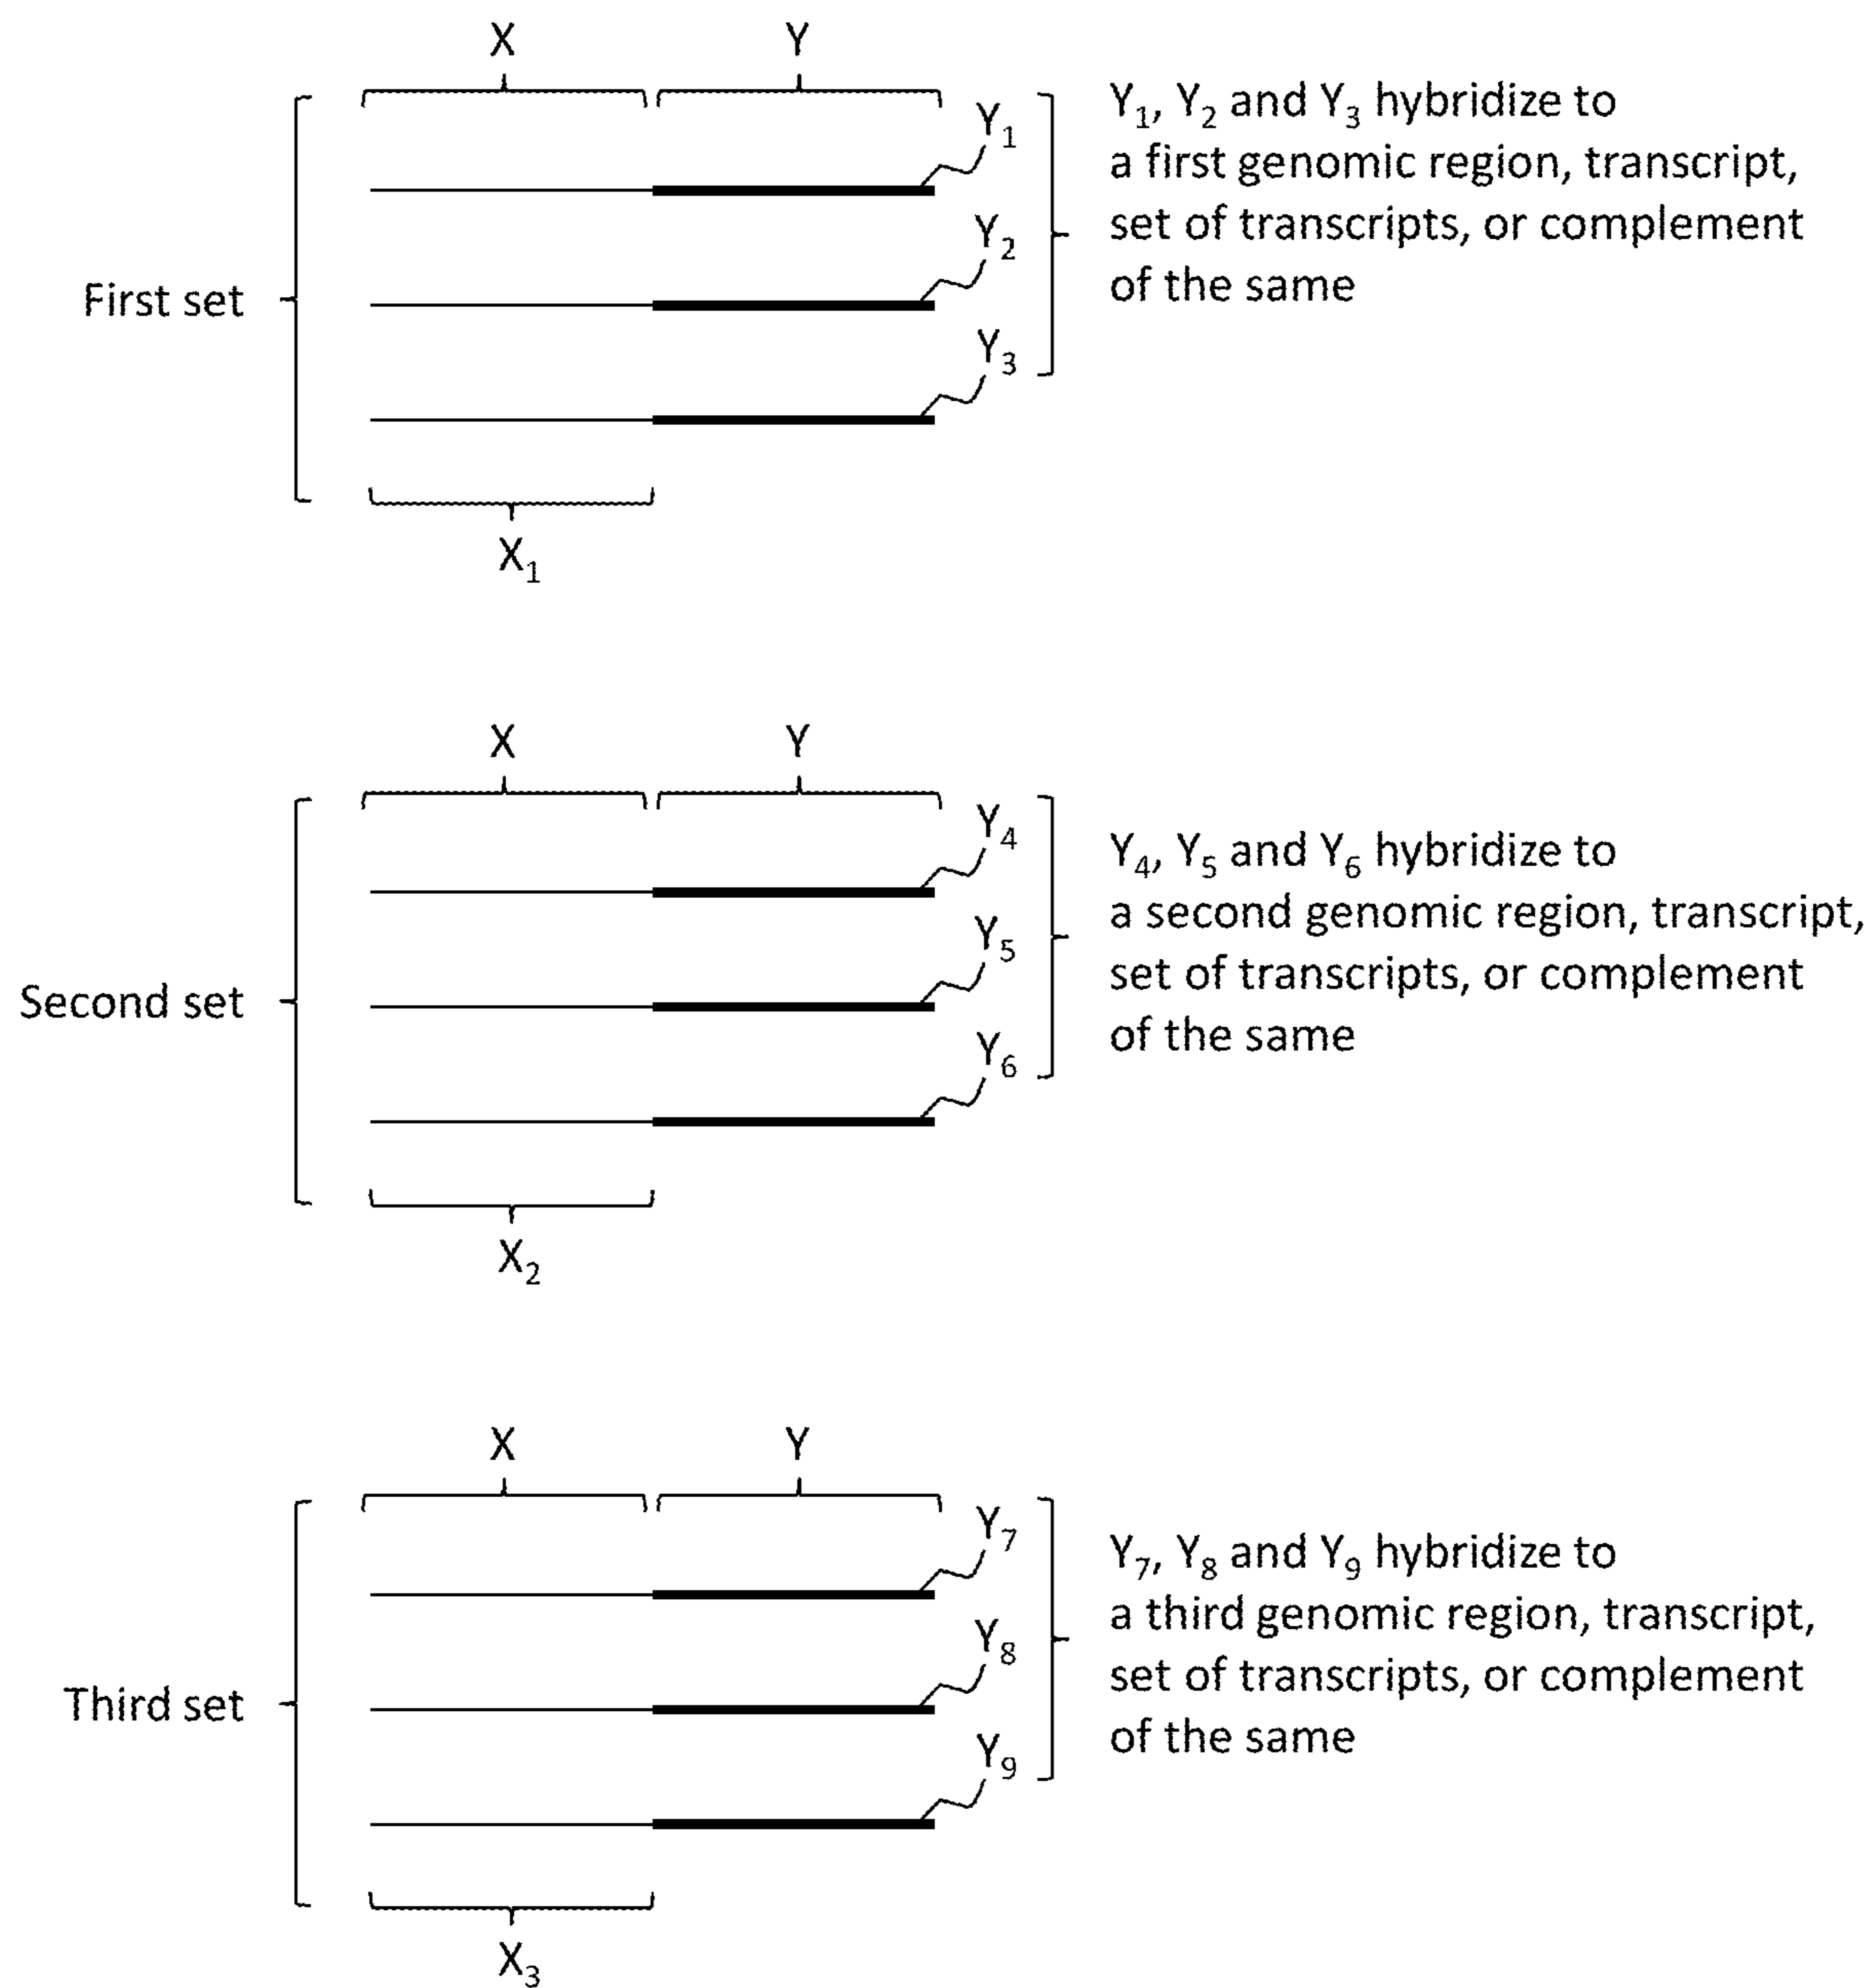 X Y
Y₁
Y₂
Y₃
First set
X₁
Y₁, Y₂ and Y₃ hybridize to
a first genomic region, transcript,
set of transcripts, or complement
of the same
X Y
Y₄
Y₅
Y₆
Second set
X₂
Y₄, Y₅ and Y₆ hybridize to
a second genomic region, transcript,
set of transcripts, or complement
of the same
X Y
Y₇
Y₈
Y₉
Third set
X₃
Y₇, Y₈ and Y₉ hybridize to
a third genomic region, transcript,
set of transcripts, or complement
of the same